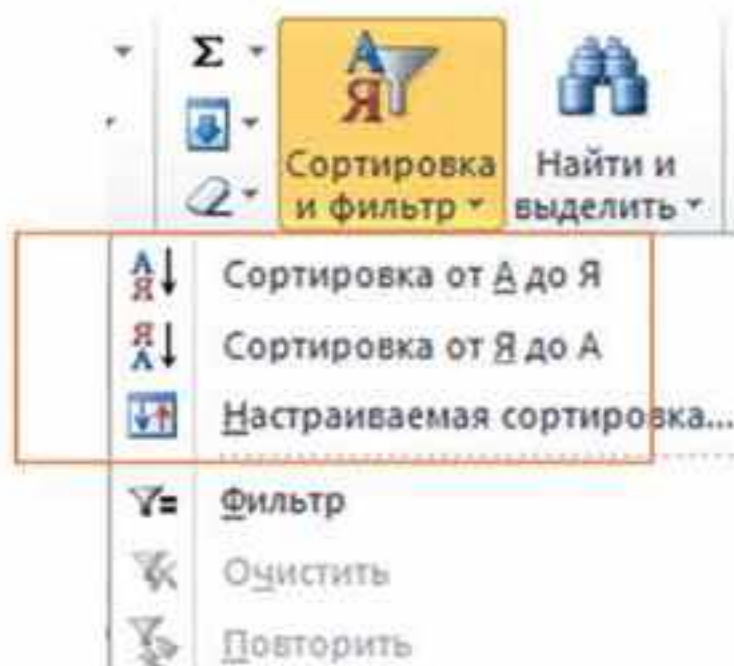 Σ
Сортировка
и фильтр
Найти и
выделить
Сортировка от А до Я
Сортировка от Я до А
Настраиваемая сортировка...
Фильтр
Очистить
Повторить